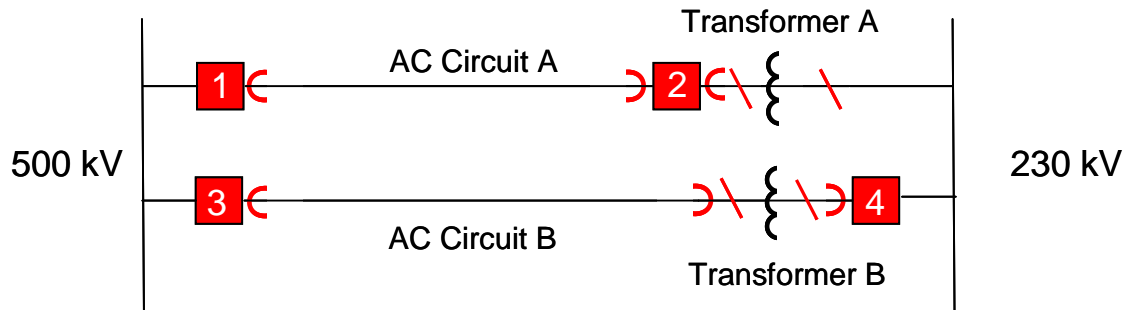 Transformer A
AC Circuit A
1
2
500 kV
230 kV
3
4
AC Circuit B
Transformer B